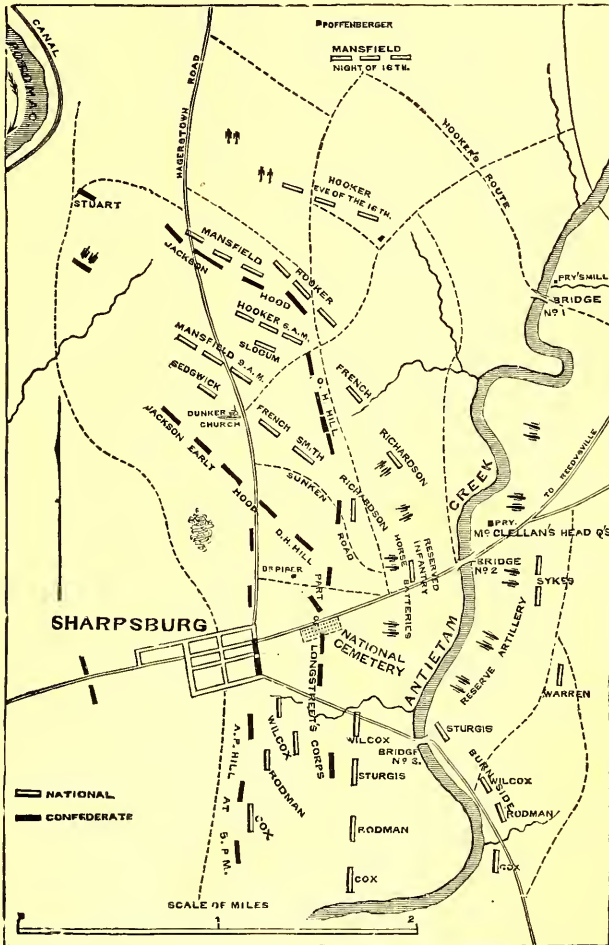 POFFENBERGER
MANSFIELD
NIGHT OF 16TH.
CANAL
POTOMAC
HAGERSTOWN ROAD
HOOKER'S ROUTE
HOOKER
EVE OF THE 16TH.
STUART
MANSFIELD
HOOKER
JACKSON
HOOD
PRY'S MILL
BRIDGE
No. 1
HOOKER 6 A.M.
SLOCUM
MANSFIELD 9 A.M.
SEDGWICK
D. H. HILL
FRENCH
DUNKER
CHURCH
FRENCH
SMITH
RICHARDSON
JACKSON EARLY
HOOD
D.H. HILL
SUNKEN
ROAD
RICHARDSON
HORSE BATTERIES
RESERVED
INFANTRY
CREEK
TO KEEDYSVILLE
PRY.
McCLELLAN'S HEAD Q'S
BRIDGE
No 2
SYKES
DR PIPER
PART OF LONGSTREET'S CORPS
SHARPSBURG
NATIONAL
CEMETERY
ANTIETAM
RESERVE ARTILLERY
WARREN
WILCOX
WILCOX
BRIDGE
No 3.
STURGIS
A.P. HILL AT 5. P.M.
RODMAN
STURGIS
BURNSIDE
WILCOX
RODMAN
COX
RODMAN
COX
COX
NATIONAL
CONFEDERATE
SCALE OF MILES
1
2